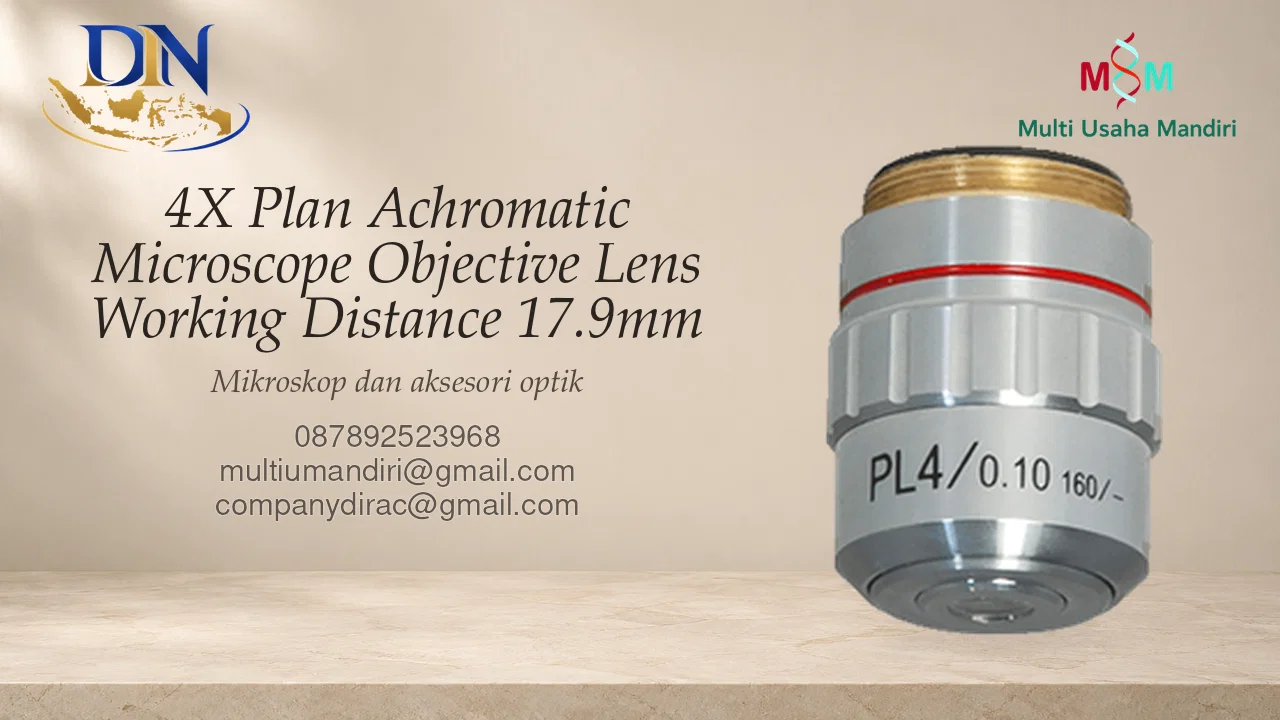 DN
M M
Multi Usaha Mandiri
4X Plan Achromatic
Microscope Objective Lens
Working Distance 17.9mm
Mikroskop dan aksesori optik
087892523968
multiumandiri@gmail.com
companydirac@gmail.com
PL4/0.10 160/–